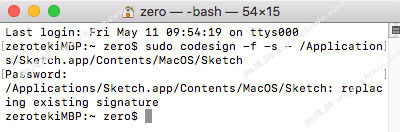 zero — -bash — 54×15
Last login: Fri May 11 09:54:19 on ttys000
[zerotekiMBP:~ zero$ sudo codesign -f -s - /Application]
s/Sketch.app/Contents/MacOS/Sketch
[Password:]
/Applications/Sketch.app/Contents/MacOS/Sketch: replac
ing existing signature
zerotekiMBP:~ zero$